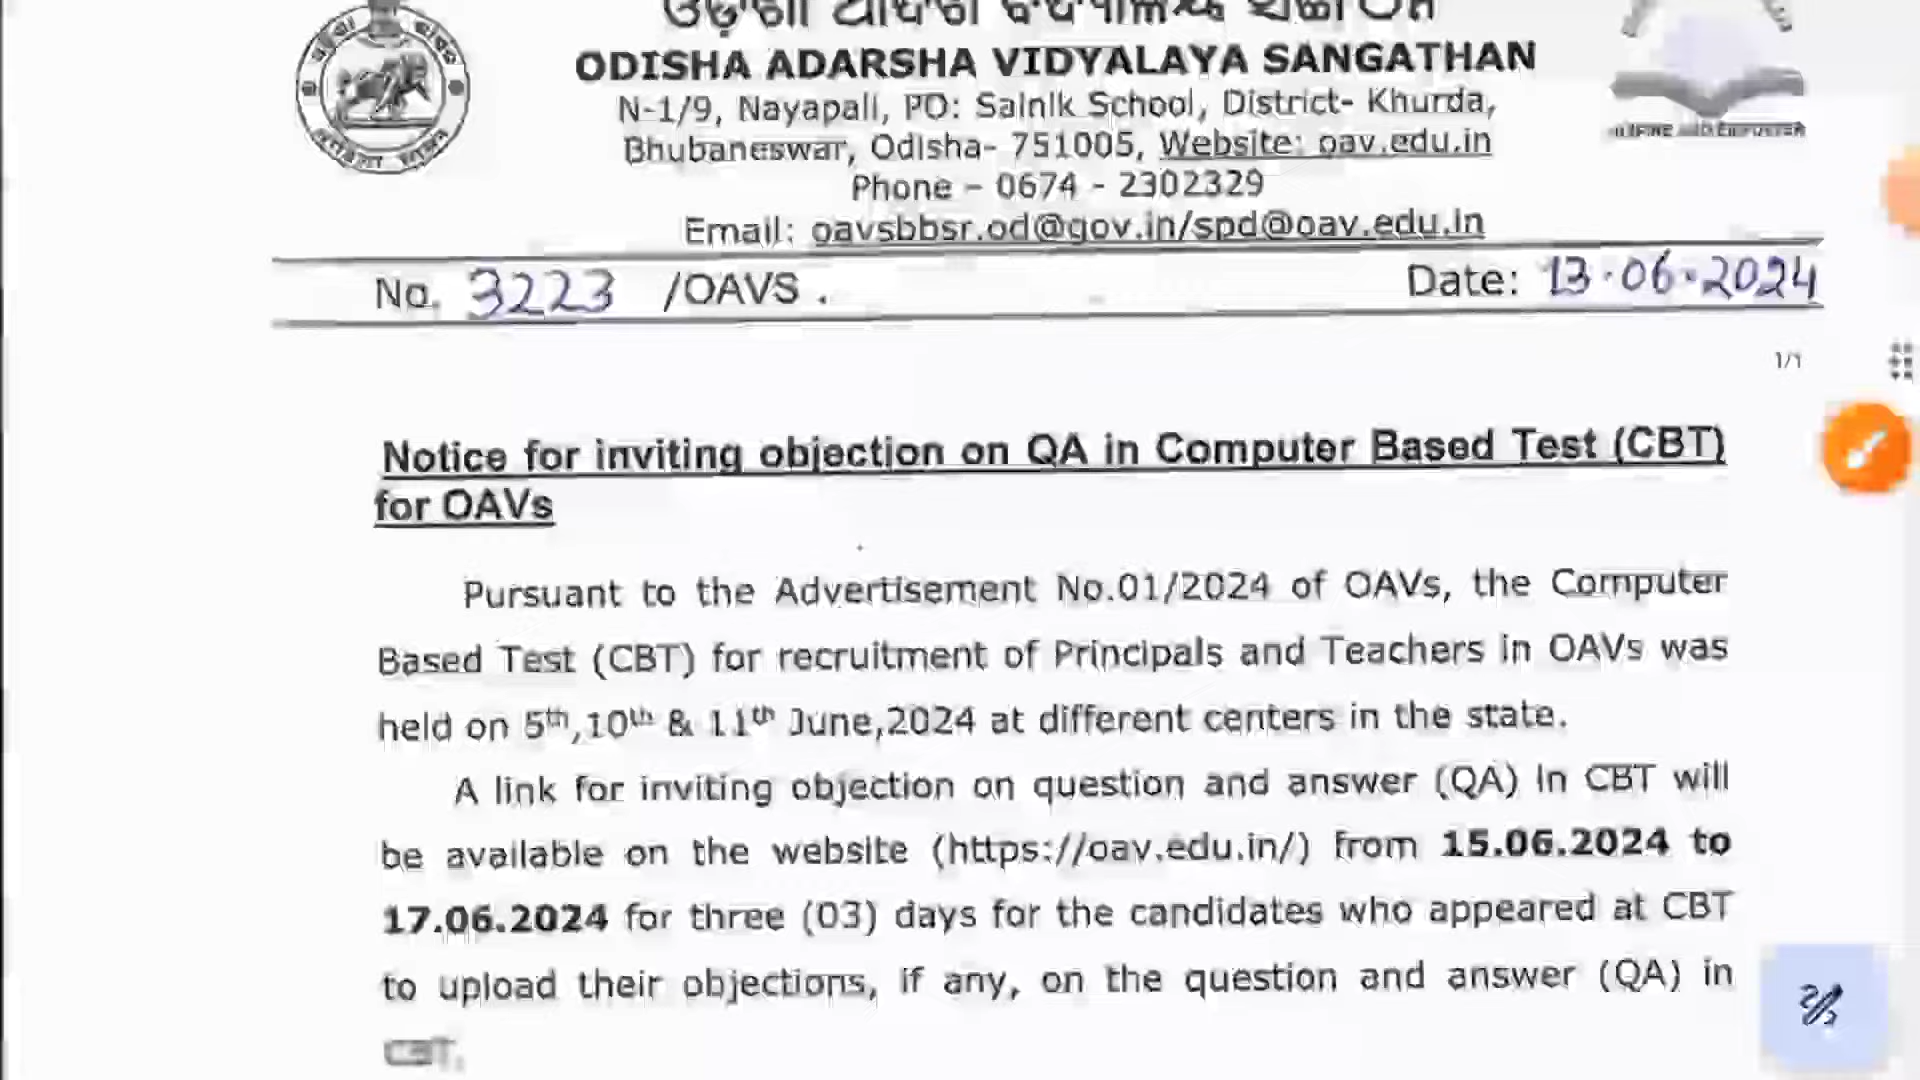 ODISHA ADARSHA VIDYALAYA SANGATHAN
N-1/9, Nayapali, PO: Sainik School, District- Khurda,
Bhubaneswar, Odisha- 751005, Website: oav.edu.in
Phone – 0674 - 2302329
Email: oavsbbsr.od@gov.in/spd@oav.edu.in
No. 3223 /OAVS .
Date: 13.06.2024
1/1
Notice for inviting objection on QA in Computer Based Test (CBT)
for OAVs
Pursuant to the Advertisement No.01/2024 of OAVs, the Computer
Based Test (CBT) for recruitment of Principals and Teachers in OAVs was
held on 5th,10th & 11th June,2024 at different centers in the state.
A link for inviting objection on question and answer (QA) in CBT will
be available on the website (https://oav.edu.in/) from 15.06.2024 to
17.06.2024 for three (03) days for the candidates who appeared at CBT
to upload their objections, if any, on the question and answer (QA) in
CBT.